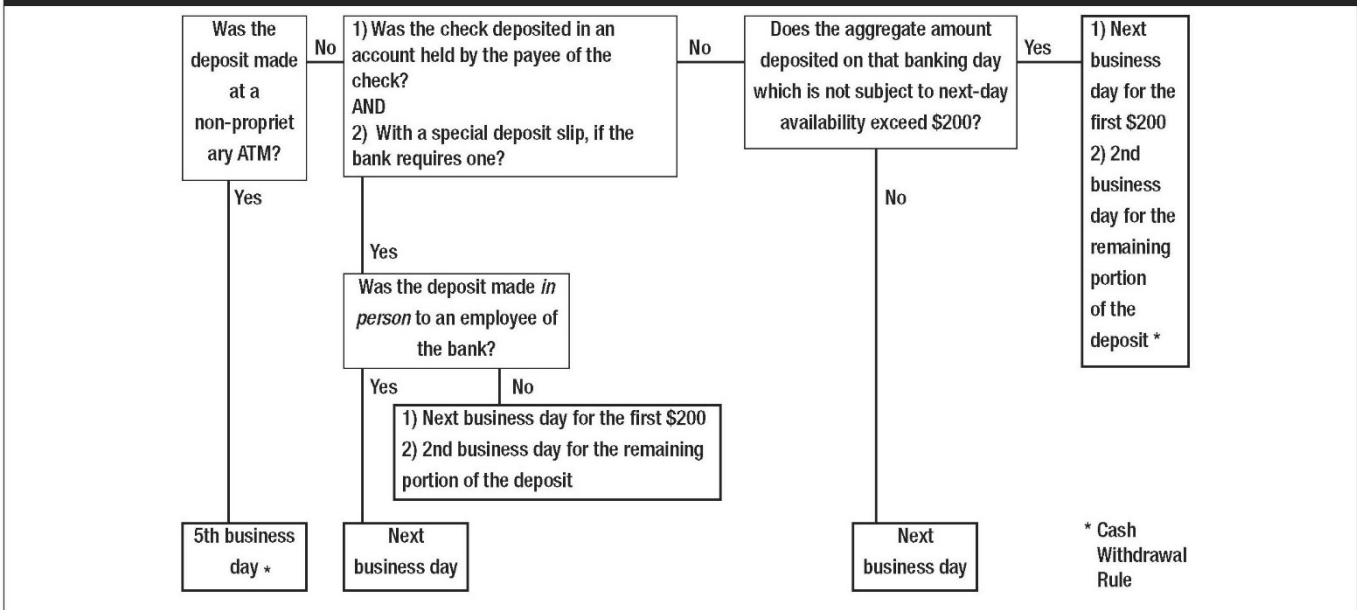 Was the
deposit made
at a
non-propriet
ary ATM?
No
1) Was the check deposited in an
account held by the payee of the
check?
AND
2) With a special deposit slip, if the
bank requires one?
No
Does the aggregate amount
deposited on that banking day
which is not subject to next-day
availability exceed $200?
Yes
1) Next
business
day for the
first $200
2) 2nd
business
day for the
remaining
portion
of the
deposit *
Yes
No
Yes
Was the deposit made in
person to an employee of
the bank?
Yes
No
1) Next business day for the first $200
2) 2nd business day for the remaining
portion of the deposit
5th business
day *
Next
business day
Next
business day
* Cash
Withdrawal
Rule